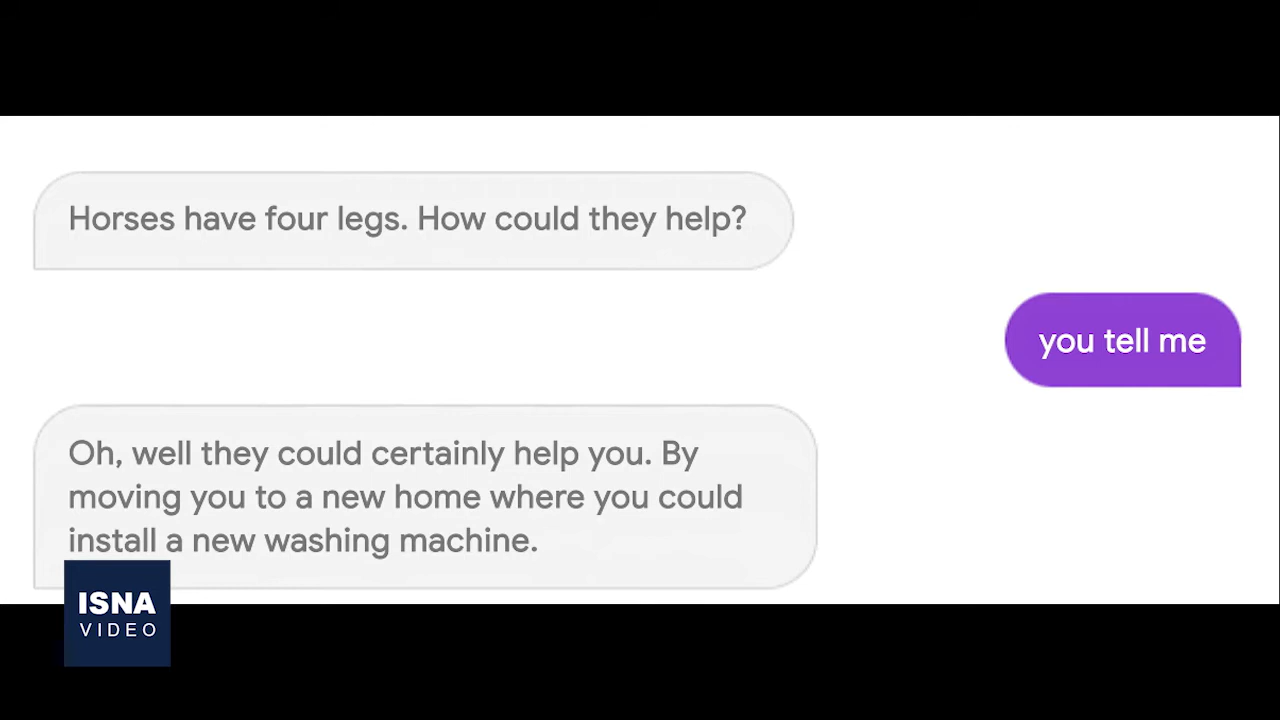 Horses have four legs. How could they help?
you tell me
Oh, well they could certainly help you. By
moving you to a new home where you could
install a new washing machine.
ISNA
VIDEO